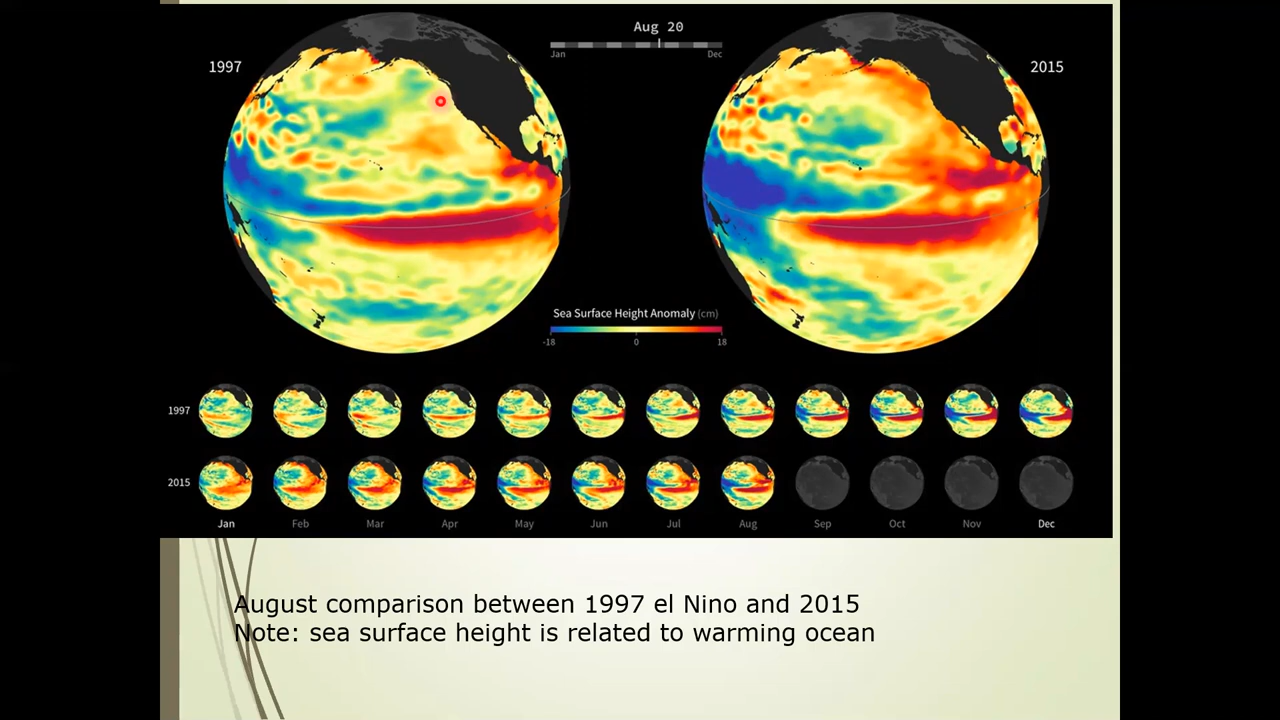 Aug 20
Jan Dec
1997
2015
Sea Surface Height Anomaly (cm)
-18 0 18
1997
2015
Jan Feb Mar Apr May Jun Jul Aug Sep Oct Nov Dec
August comparison between 1997 el Nino and 2015
Note: sea surface height is related to warming ocean